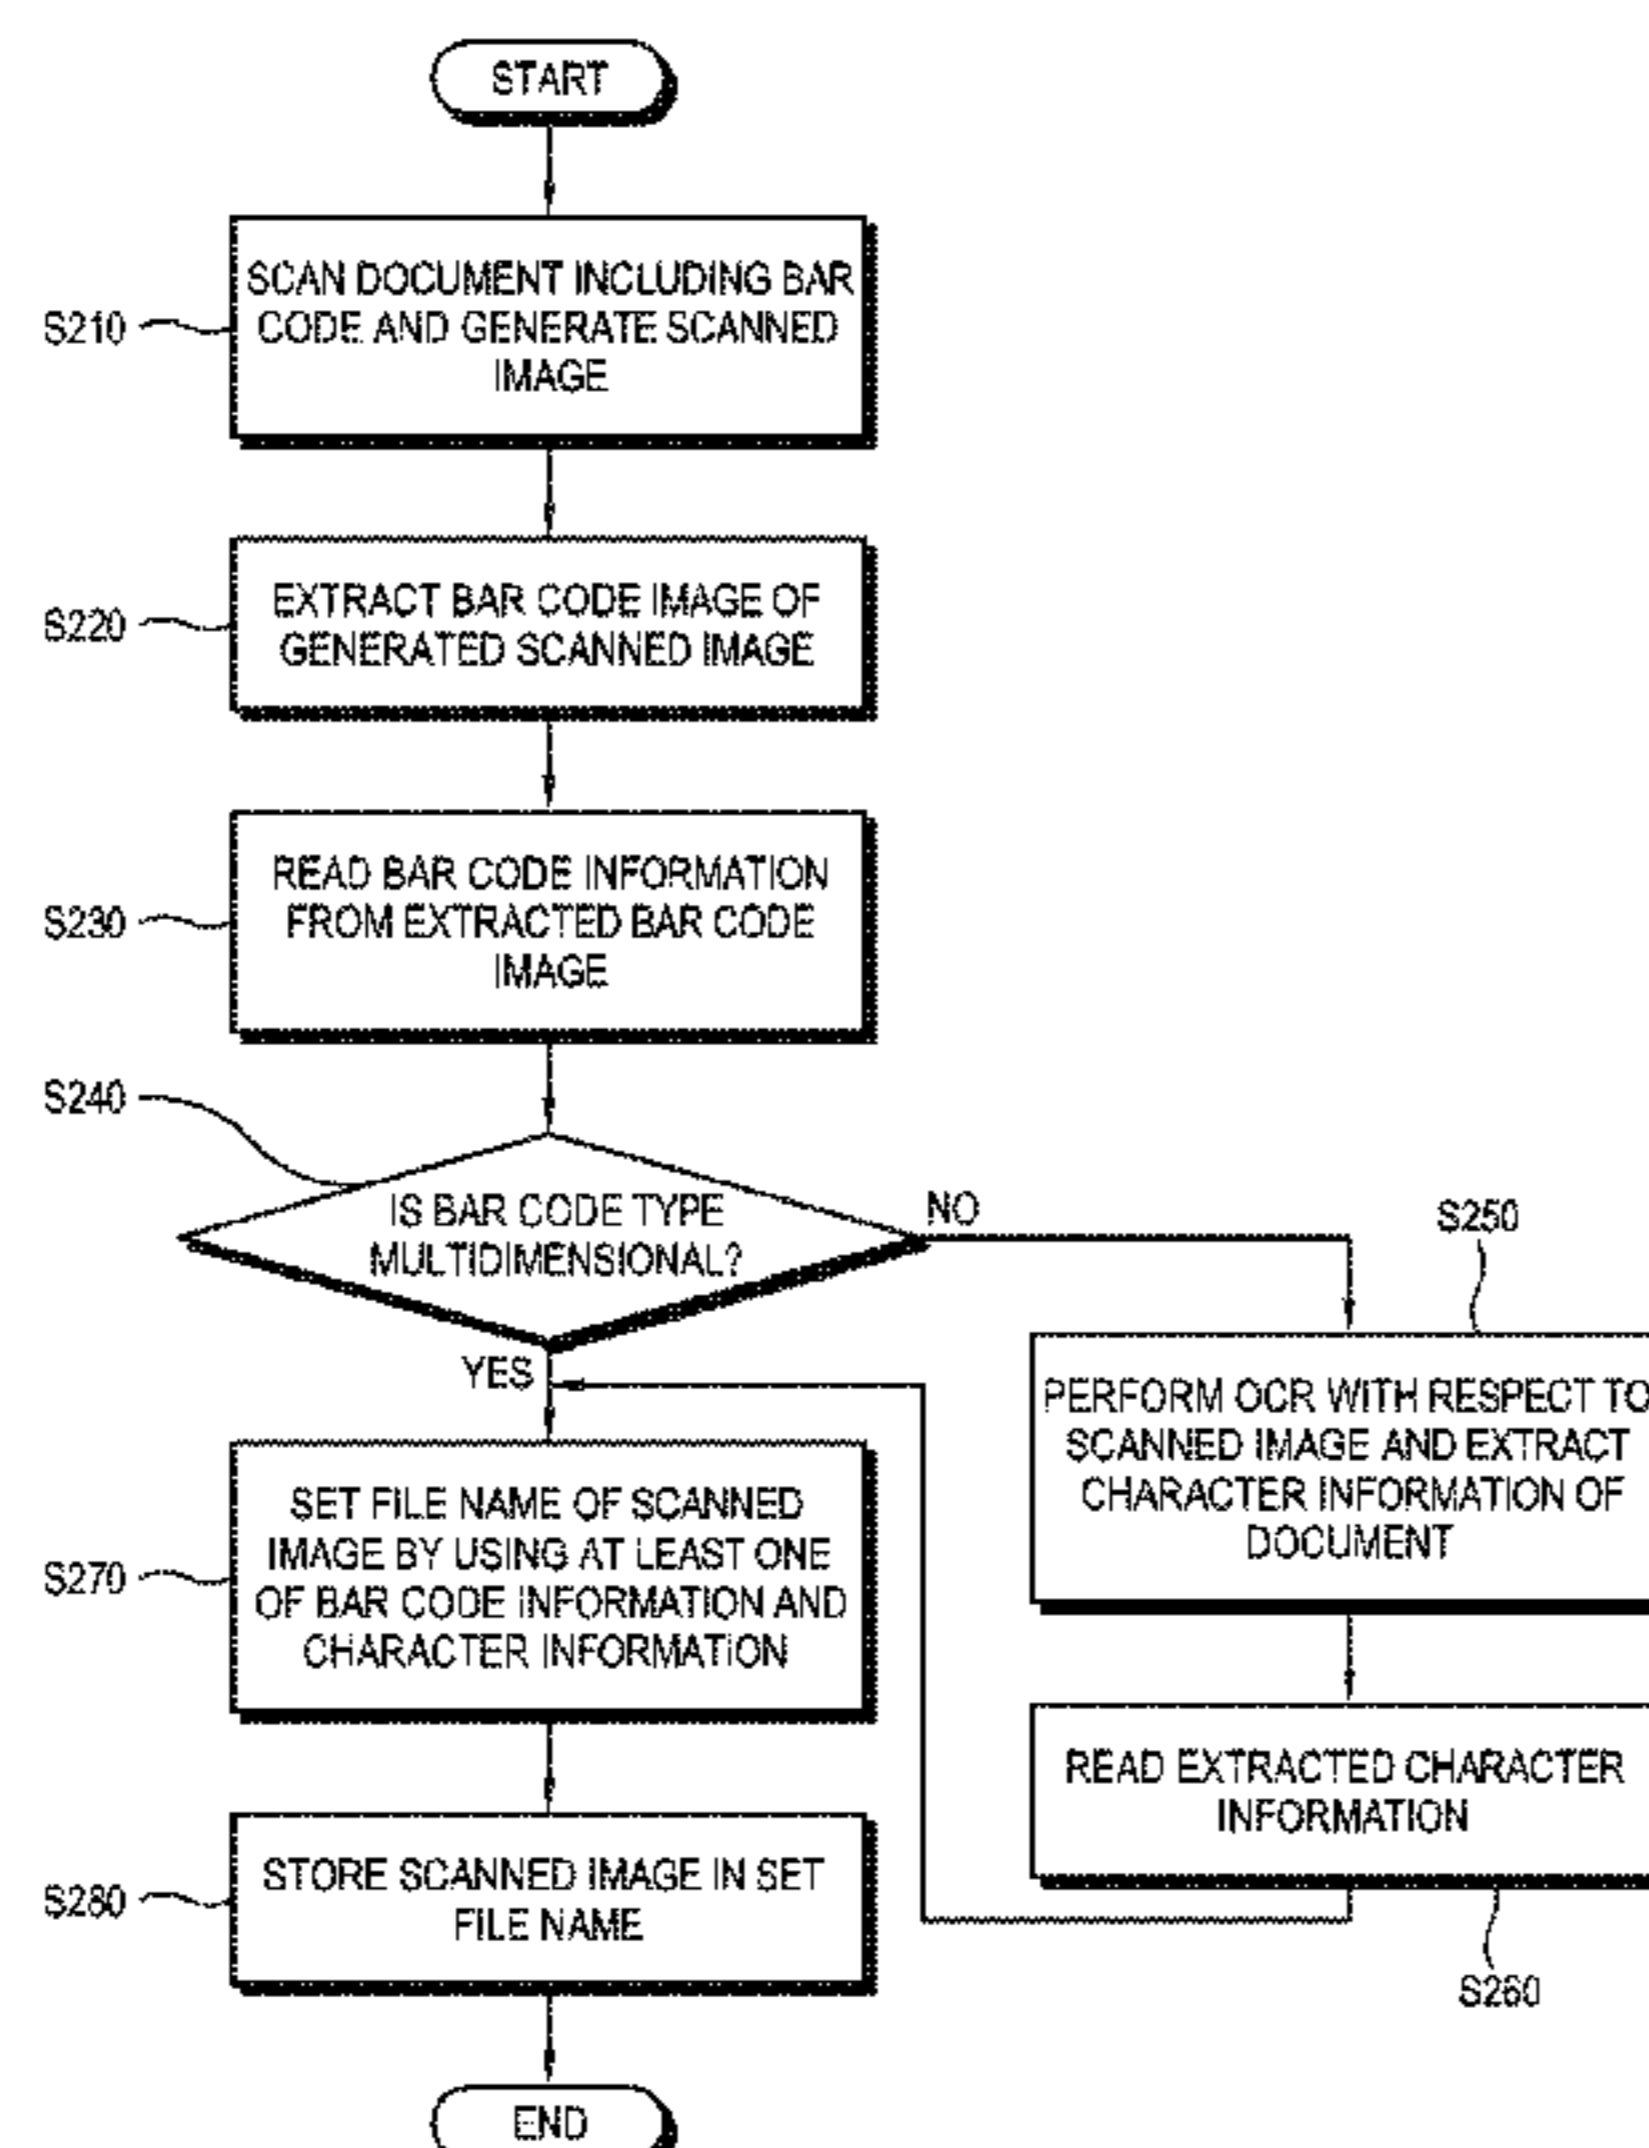 START
SCAN DOCUMENT INCLUDING BAR
CODE AND GENERATE SCANNED
IMAGE
S210
EXTRACT BAR CODE IMAGE OF
GENERATED SCANNED IMAGE
S220
READ BAR CODE INFORMATION
FROM EXTRACTED BAR CODE
IMAGE
S230
S240
IS BAR CODE TYPE
MULTIDIMENSIONAL?
NO
YES
S250
PERFORM OCR WITH RESPECT TO
SCANNED IMAGE AND EXTRACT
CHARACTER INFORMATION OF
DOCUMENT
READ EXTRACTED CHARACTER
INFORMATION
S260
SET FILE NAME OF SCANNED
IMAGE BY USING AT LEAST ONE
OF BAR CODE INFORMATION AND
CHARACTER INFORMATION
S270
STORE SCANNED IMAGE IN SET
FILE NAME
S280
END